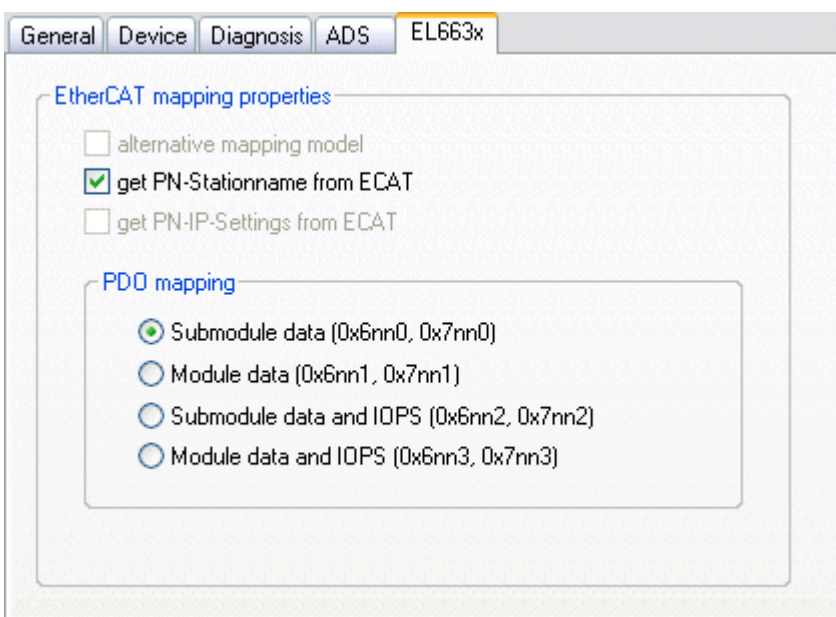 General Device Diagnosis ADS EL663x
EtherCAT mapping properties
alternative mapping model
get PN-Stationname from ECAT
get PN-IP-Settings from ECAT
PDO mapping
Submodule data (0x6nn0, 0x7nn0)
Module data (0x6nn1, 0x7nn1)
Submodule data and IOPS (0x6nn2, 0x7nn2)
Module data and IOPS (0x6nn3, 0x7nn3)